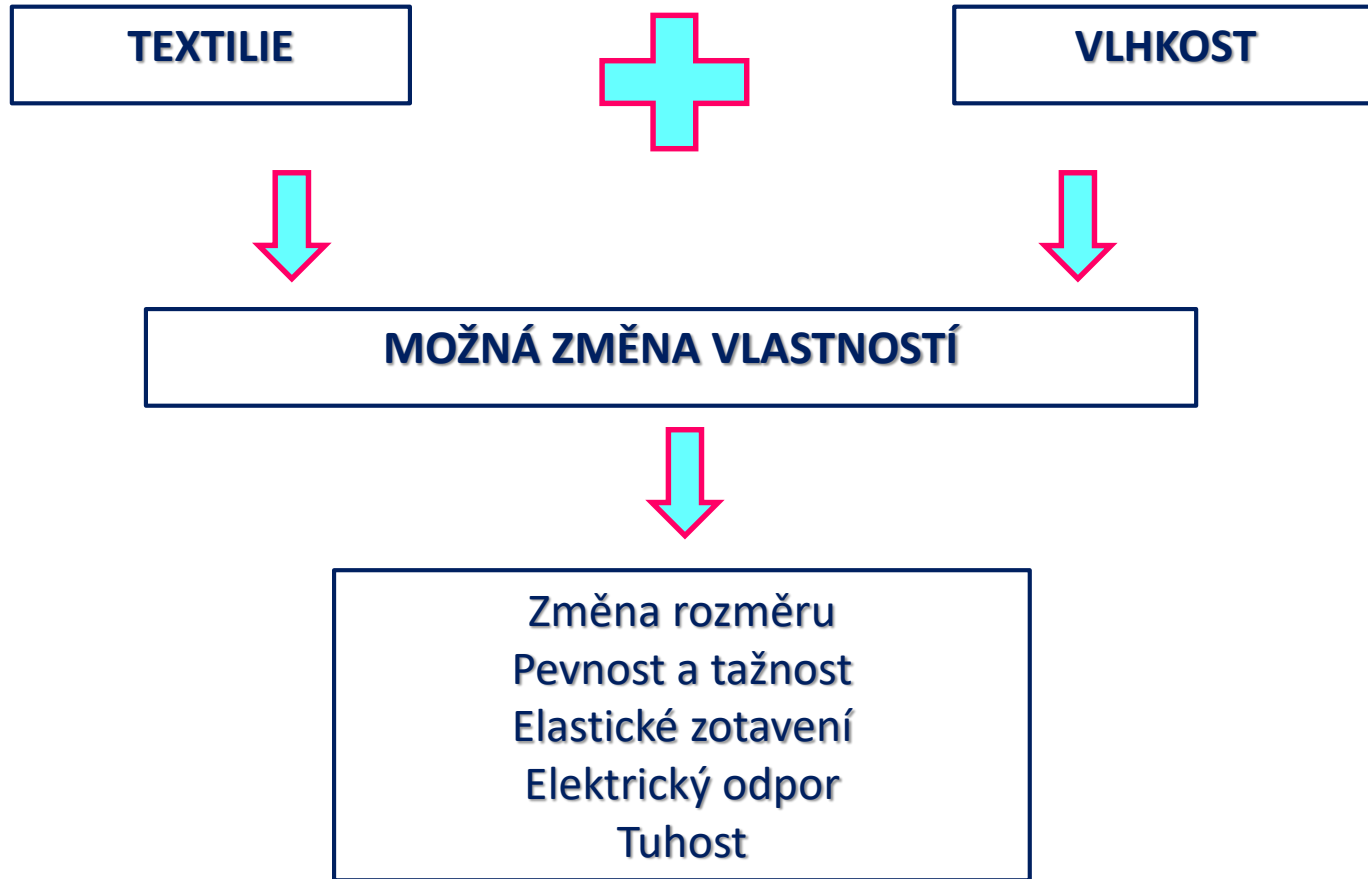 TEXTILIE
VLHKOST
MOŽNÁ ZMĚNA VLASTNOSTÍ
Změna rozměru
Pevnost a tažnost
Elastické zotavení
Elektrický odpor
Tuhost